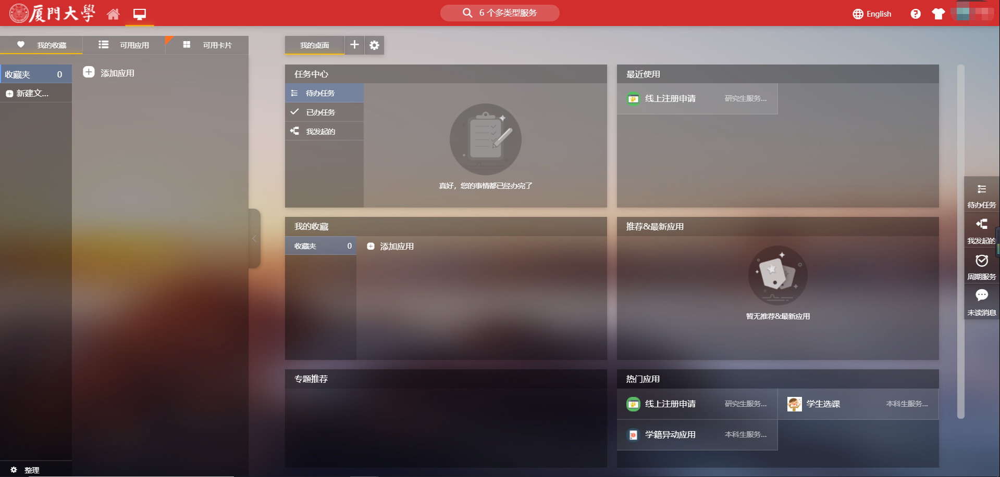 厦門大學
6 个多类型服务
English
我的收藏
可用应用
可用卡片
收藏夹 0
新建文...
添加应用
整理
我的桌面
任务中心
待办任务
已办任务
我发起的
真好，您的事情都已经办完了
最近使用
线上注册申请 研究生服务...
我的收藏
收藏夹 0
添加应用
推荐&最新应用
暂无推荐&最新应用
专题推荐
热门应用
线上注册申请 研究生服务...
学生选课 本科生服务...
学籍异动应用 本科生服务...
待办任务
我发起的
周期服务
未读消息